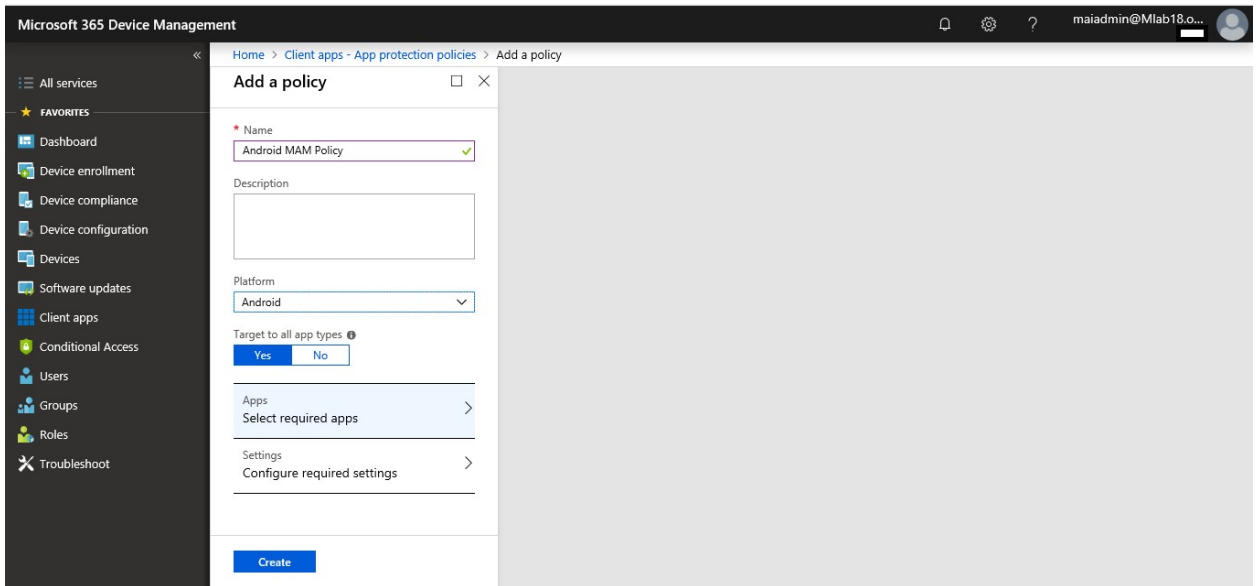 Microsoft 365 Device Management
?
maiadmin@Mlab18.o...
«
Home > Client apps - App protection policies > Add a policy
All services
FAVORITES
Dashboard
Device enrollment
Device compliance
Device configuration
Devices
Software updates
Client apps
Conditional Access
Users
Groups
Roles
Troubleshoot
Add a policy
* Name
Android MAM Policy
Description
Platform
Android
Target to all app types
Yes No
Apps
Select required apps
Settings
Configure required settings
Create